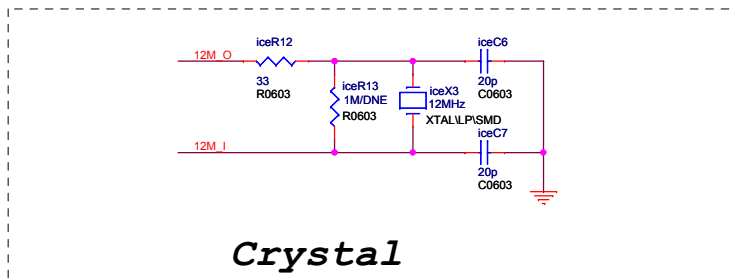 iceR12
iceC6
12M_O
33
R0603
20p
C0603
iceR13
1M/DNE
R0603
iceX3
12MHz
XTAL\LP\SMD
iceC7
12M_I
20p
C0603
Crystal